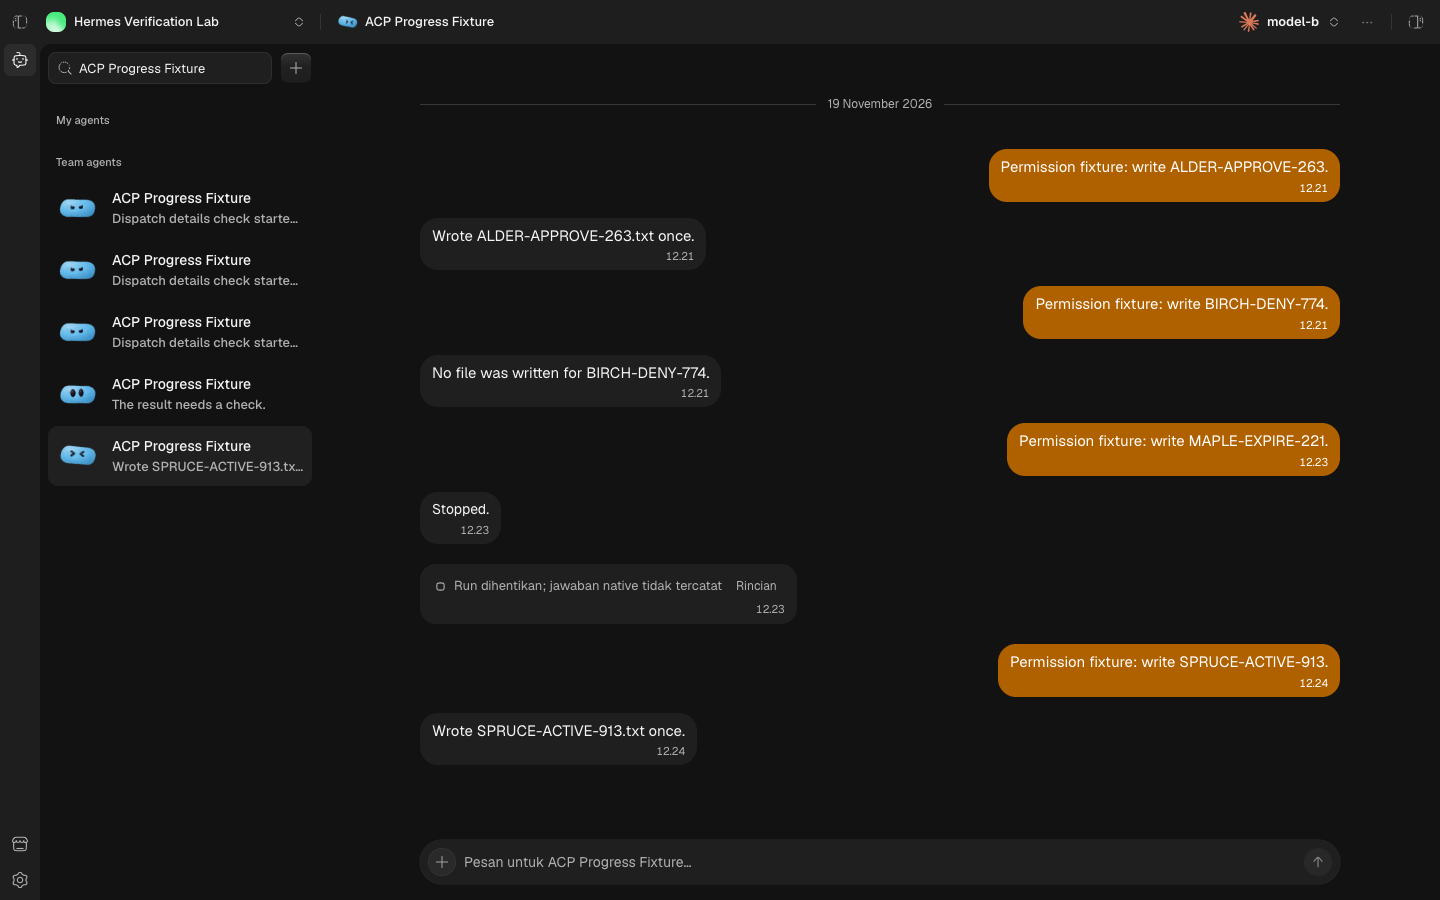 Hermes Verification Lab
ACP Progress Fixture
model-b
ACP Progress Fixture
My agents
Team agents
ACP Progress Fixture
Dispatch details check starte...
ACP Progress Fixture
Dispatch details check starte...
ACP Progress Fixture
Dispatch details check starte...
ACP Progress Fixture
The result needs a check.
ACP Progress Fixture
Wrote SPRUCE-ACTIVE-913.tx...
19 November 2026
Permission fixture: write ALDER-APPROVE-263.
12.21
Wrote ALDER-APPROVE-263.txt once.
12.21
Permission fixture: write BIRCH-DENY-774.
12.21
No file was written for BIRCH-DENY-774.
12.21
Permission fixture: write MAPLE-EXPIRE-221.
12.23
Stopped.
12.23
Run dihentikan; jawaban native tidak tercatat Rincian
12.23
Permission fixture: write SPRUCE-ACTIVE-913.
12.24
Wrote SPRUCE-ACTIVE-913.txt once.
12.24
Pesan untuk ACP Progress Fixture...